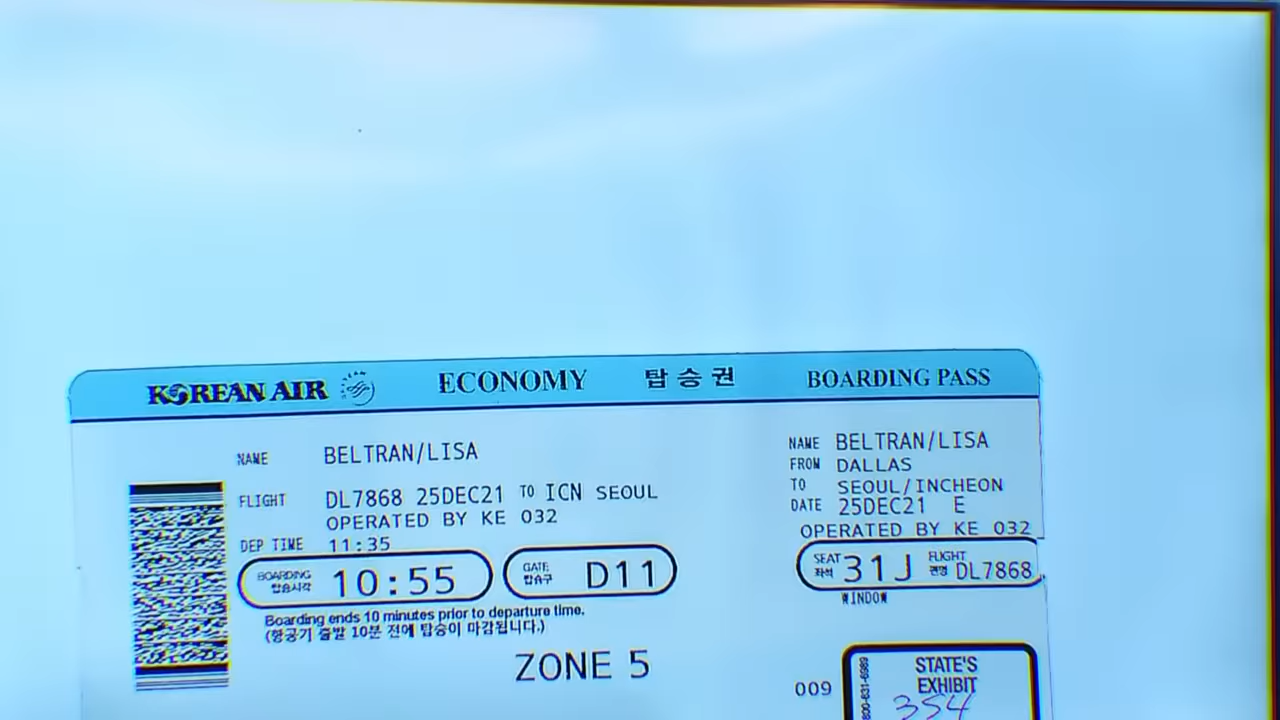 KOREAN AIR ECONOMY 탑승권 BOARDING PASS
NAME BELTRAN/LISA
FLIGHT DL7868 25DEC21 TO ICN SEOUL
OPERATED BY KE 032
DEP TIME 11:35
BOARDING 탑승시각 10:55
GATE 탑승구 D11
Boarding ends 10 minutes prior to departure time.
(항공기 출발 10분 전에 탑승이 마감됩니다.)
ZONE 5
NAME BELTRAN/LISA
FROM DALLAS
TO SEOUL/INCHEON
DATE 25DEC21 E
OPERATED BY KE 032
SEAT 좌석 31J FLIGHT 편명 DL7868
WINDOW
009
STATE'S
EXHIBIT
354
800-631-6989